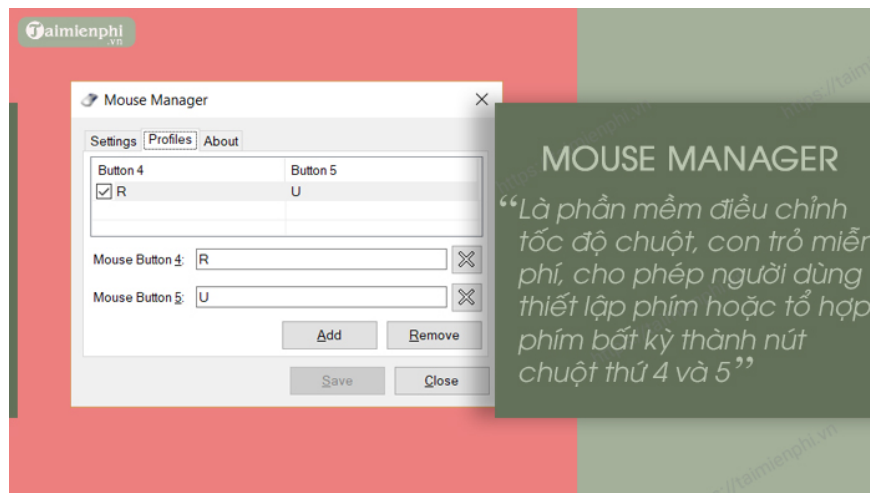 Taimienphi
.vn
Mouse Manager
Settings Profiles About
Button 4 Button 5
R U
Mouse Button 4: R
Mouse Button 5: U
Add Remove
Save Close
MOUSE MANAGER
“Là phần mềm điều chỉnh
tốc độ chuột, con trỏ miễn
phí, cho phép người dùng
thiết lập phím hoặc tổ hợp
phím bất kỳ thành nút
chuột thứ 4 và 5”